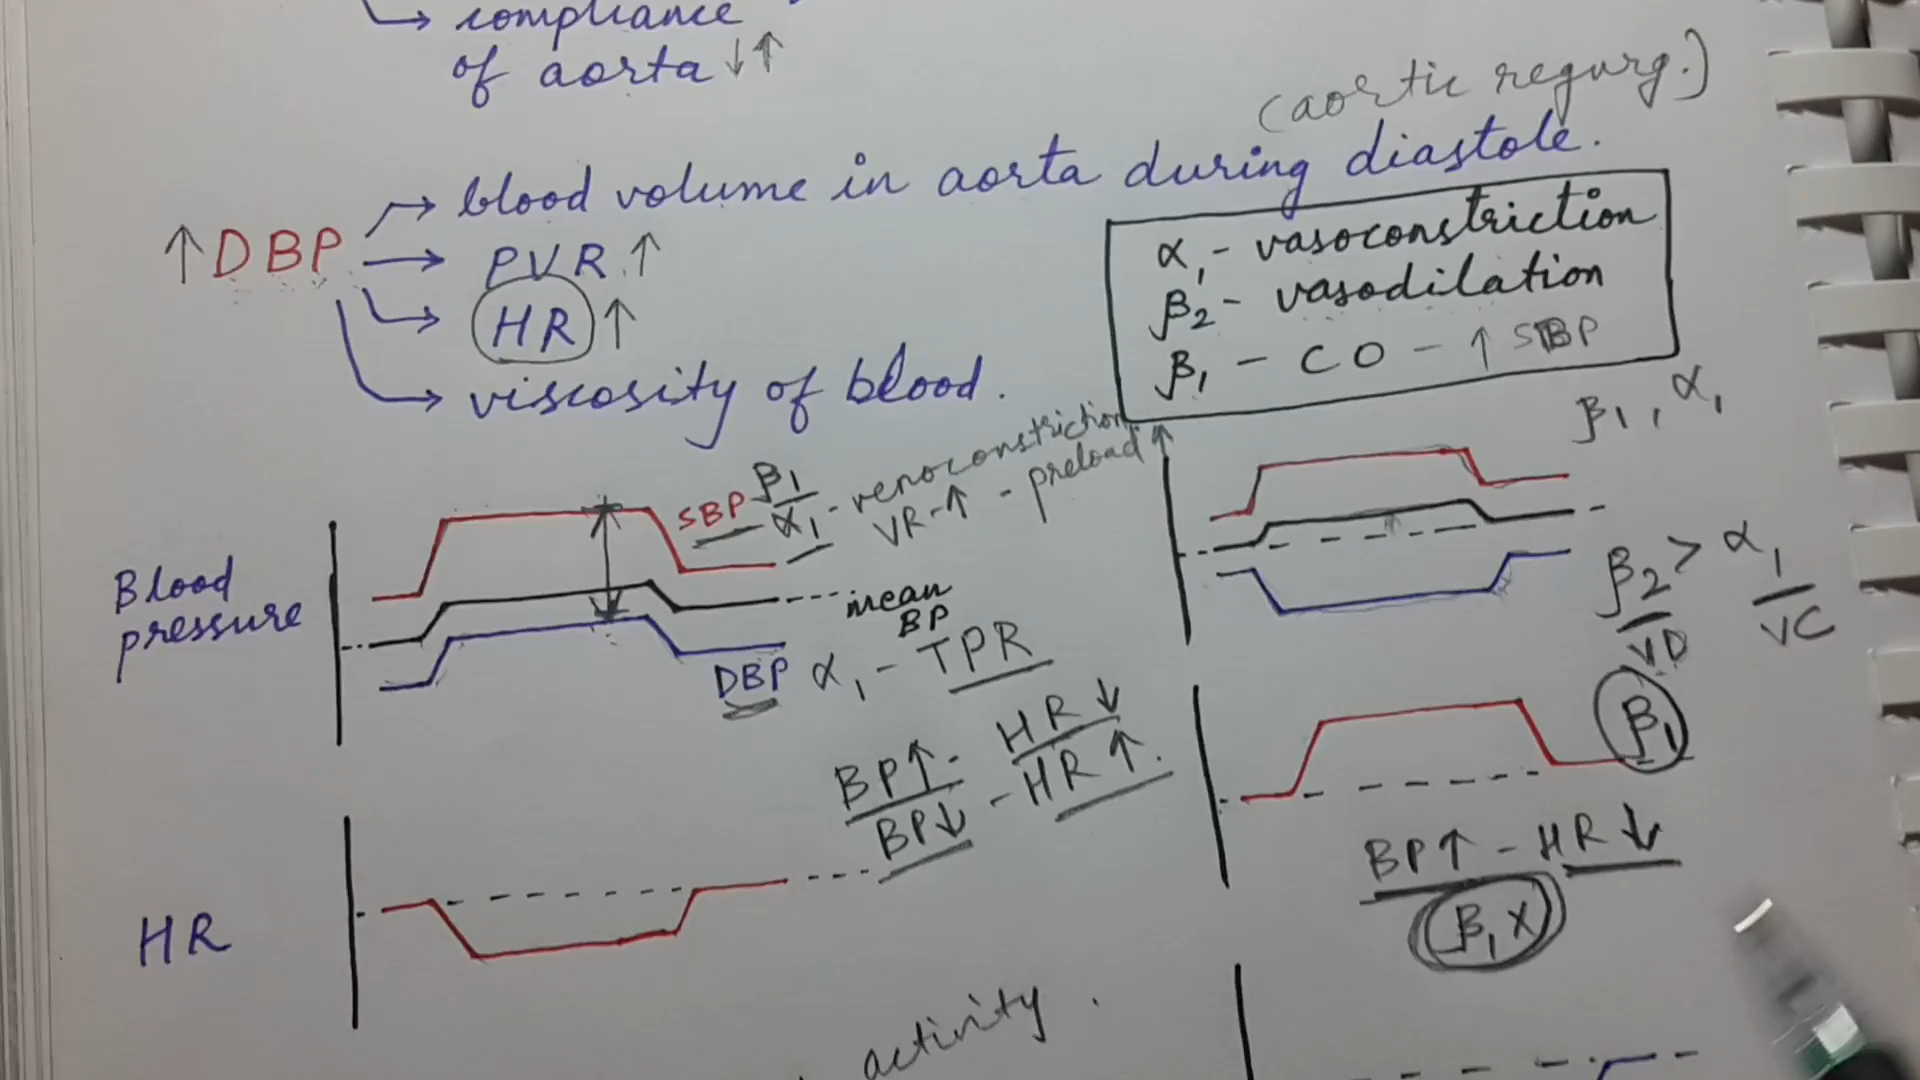 compliance
of aorta ↓↑
(aortic regurg.)
↑DBP
→ blood volume in aorta during diastole.
→ PVR ↑
→ HR ↑
→ viscosity of blood.
α₁ - vasoconstriction
β₂ - vasodilation
β₁ - CO - ↑ SBP
β₁, α₁
Blood
pressure
SBP β₁
α₁ - venoconstriction
VR-↑ - preload ↑
mean
BP
DBP α₁ - TPR
β₂ > α₁
VD VC
BP↑ - HR↓
BP↓ - HR↑.
β₁
BP↑ - HR↓
β₁ X
HR
activity.